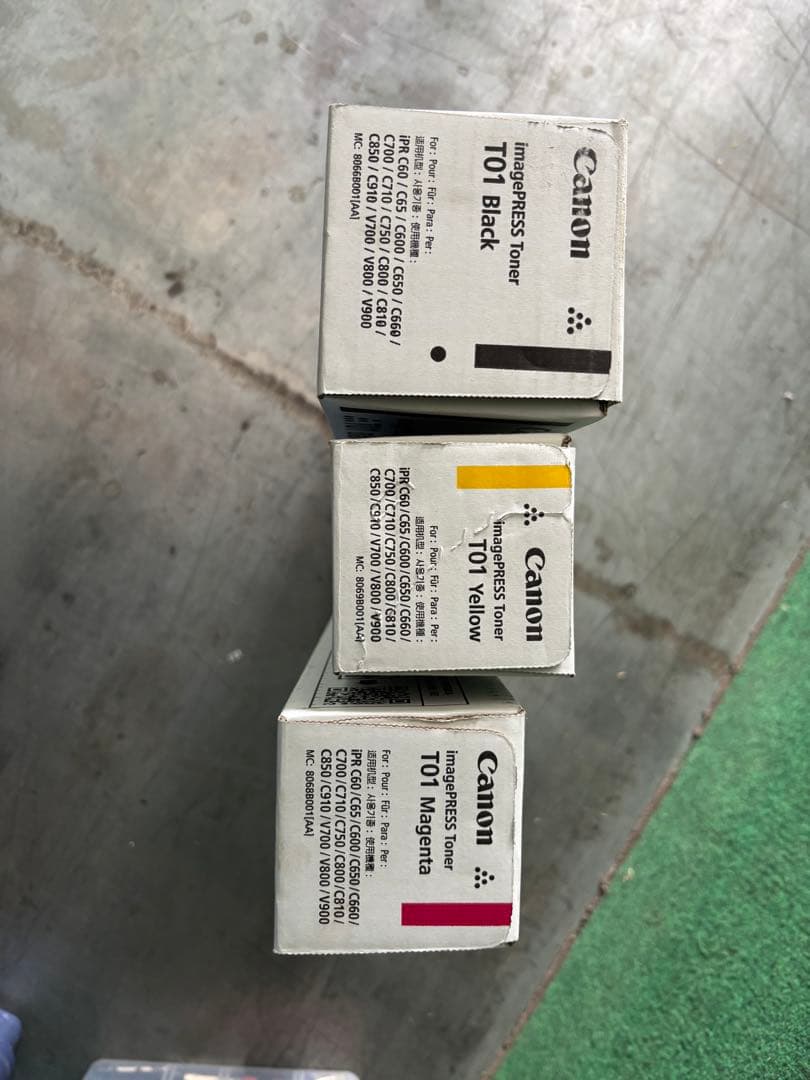 Canon
imagePRESS Toner
T01 Black
For : Pour : Für : Para : Per :
适用机型 : 사용기종 : 使用機種 :
iPR C60 / C65 / C600 / C650 / C660 /
C700 / C710 / C750 / C800 / C810 /
C850 / C910 / V700 / V800 / V900
MC: 8066B001[AA]
Canon
imagePRESS Toner
T01 Yellow
For : Pour : Für : Para : Per :
适用机型 : 사용기종 : 使用機種 :
iPR C60 / C65 / C600 / C650 / C660 /
C700 / C710 / C750 / C800 / C810 /
C850 / C910 / V700 / V800 / V900
MC: 8069B001[AA]
Canon
imagePRESS Toner
T01 Magenta
For : Pour : Für : Para : Per :
适用机型 : 사용기종 : 使用機種 :
iPR C60 / C65 / C600 / C650 / C660 /
C700 / C710 / C750 / C800 / C810 /
C850 / C910 / V700 / V800 / V900
MC: 8068B001[AA]